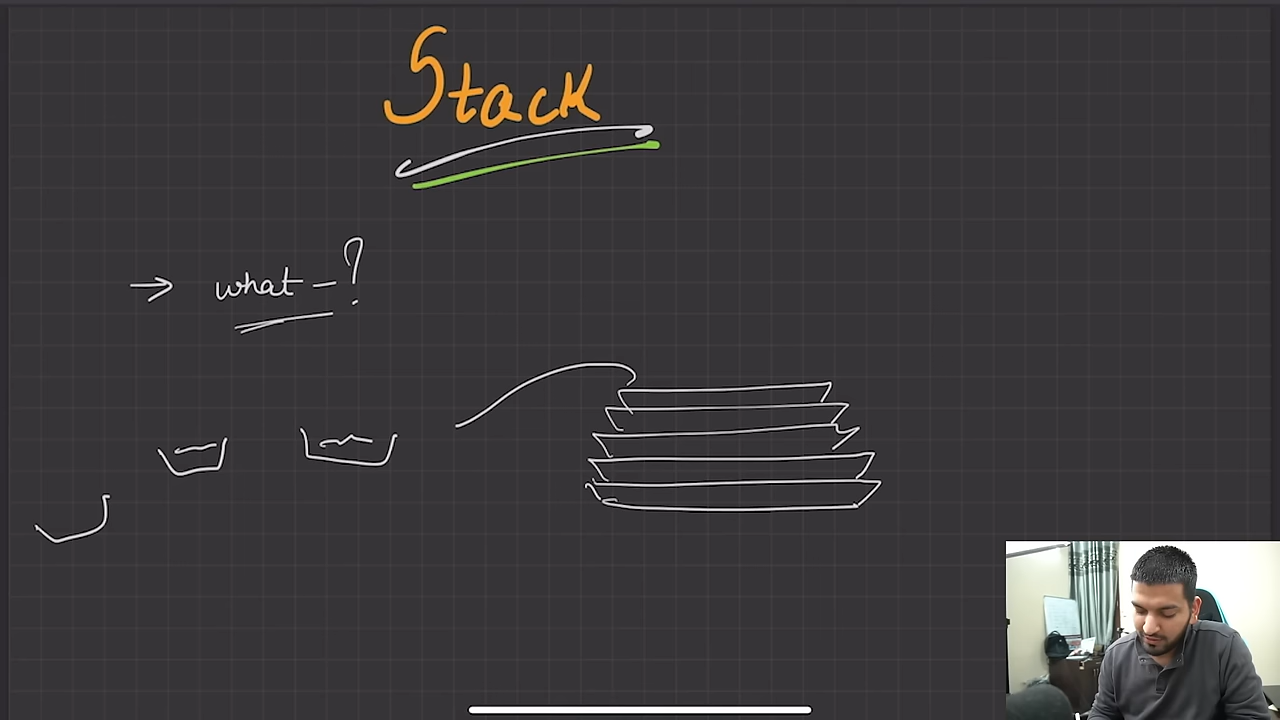 Stack
→ what - ?